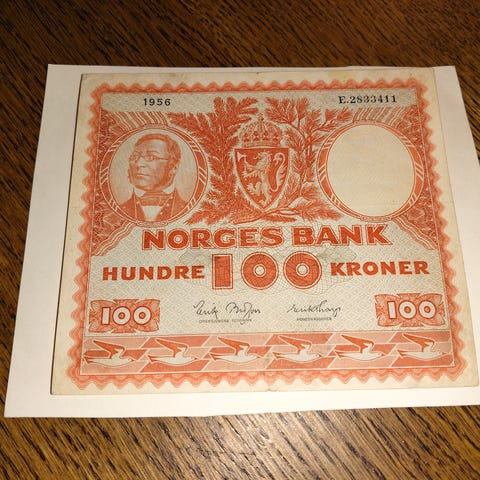 1956
E.2833411
NORGES BANK
HUNDRE 100 KRONER
100
100